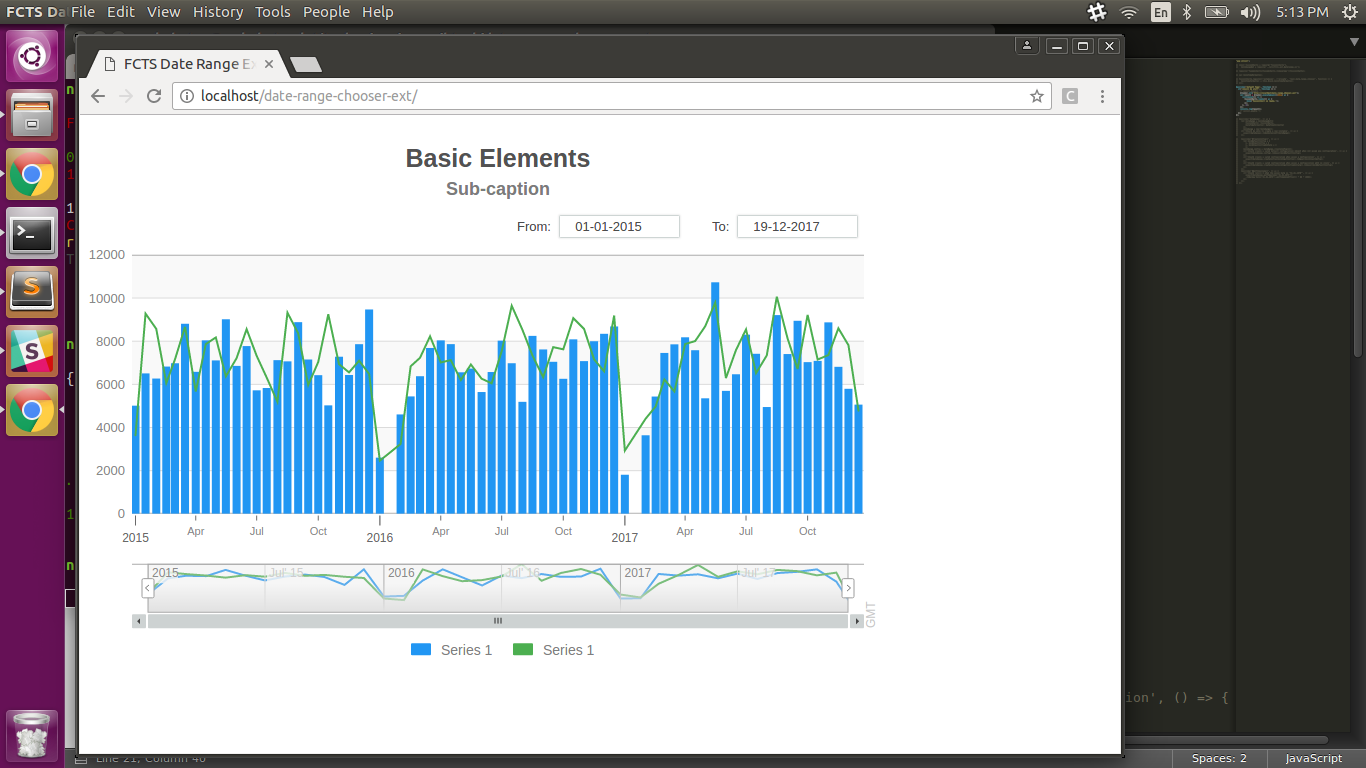 FCTS Da File Edit View History Tools People Help En 5:13 PM
FCTS Date Range Ex
localhost/date-range-chooser-ext/
Basic Elements
Sub-caption
From: 01-01-2015 To: 19-12-2017
12000
10000
8000
6000
4000
2000
0
Apr Jul Oct Apr Jul Oct Apr Jul Oct
2015 2016 2017
2015 Jul' 15 2016 Jul' 16 2017 Jul' 17
GMT
Series 1 Series 1
ion', () => {
Line 21, Column 40 Spaces: 2 JavaScript